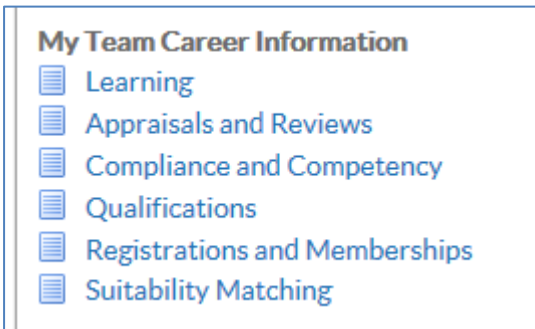 My Team Career Information
Learning
Appraisals and Reviews
Compliance and Competency
Qualifications
Registrations and Memberships
Suitability Matching